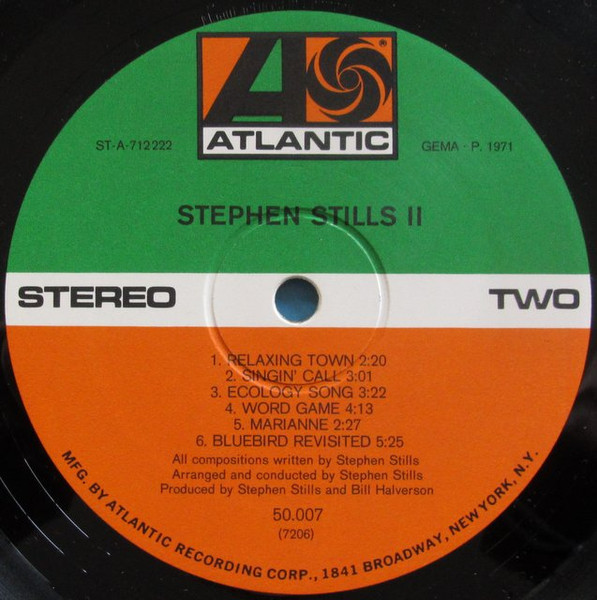 ATLANTIC
®
ST-A-712222
GEMA - P. 1971
STEPHEN STILLS II
STEREO
TWO
1. RELAXING TOWN 2:20
2. SINGIN' CALL 3:01
3. ECOLOGY SONG 3:22
4. WORD GAME 4:13
5. MARIANNE 2:27
6. BLUEBIRD REVISITED 5:25
All compositions written by Stephen Stills
Arranged and conducted by Stephen Stills
Produced by Stephen Stills and Bill Halverson
50.007
(7206)
MFG. BY ATLANTIC RECORDING CORP., 1841 BROADWAY, NEW YORK, N.Y.